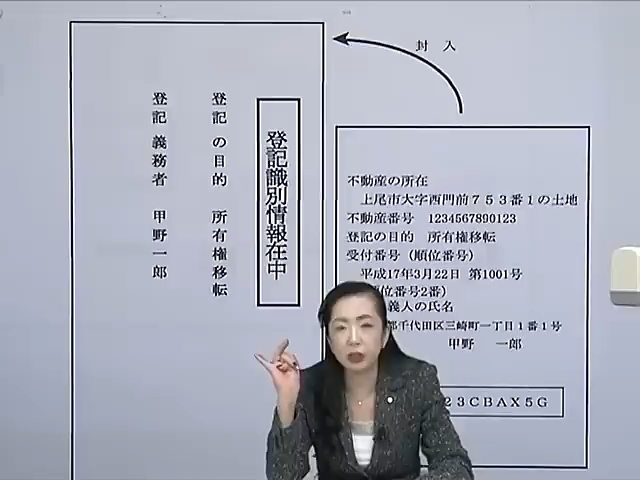 封 入
登記識別情報在中
登記の目的 所有権移転
登記義務者 甲野一郎
不動産の所在
上尾市大字西門前753番1の土地
不動産番号 1234567890123
登記の目的 所有権移転
受付番号(順位番号)
平成17年3月22日 第1001号
位番号2番)
義人の氏名
千代田区三崎町一丁目1番1号
甲野 一郎
23CBAX5G